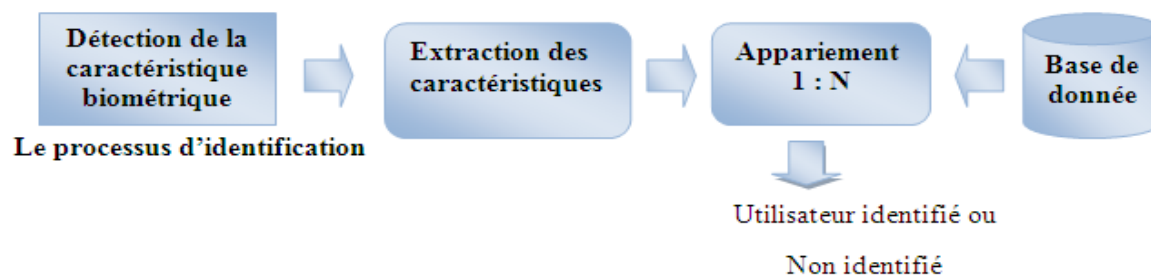 Détection de la
caractéristique
biométrique
Le processus d'identification
Extraction des
caractéristiques
Appariement
1 : N
Base de
donnée
Utilisateur identifié ou
Non identifié